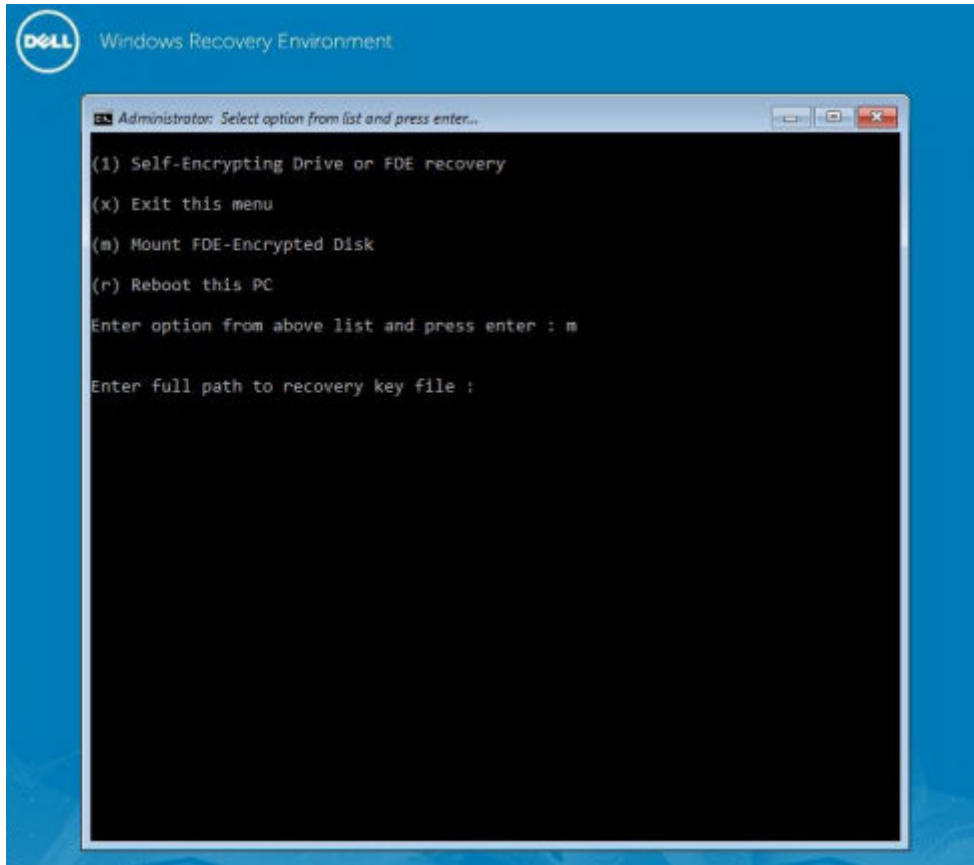 DELL
Windows Recovery Environment
Administrator: Select option from list and press enter...
(1) Self-Encrypting Drive or FDE recovery
(x) Exit this menu
(m) Mount FDE-Encrypted Disk
(r) Reboot this PC
Enter option from above list and press enter : m
Enter full path to recovery key file :